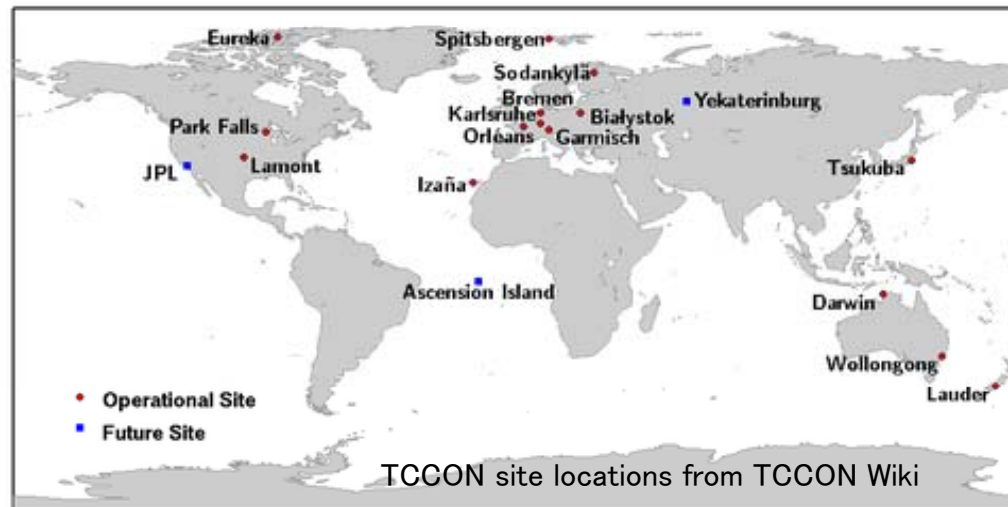 Eureka
Spitsbergen
Sodankylä
Bremen
Yekaterinburg
Karlsruhe
Białystok
Park Falls
Orléans
Garmisch
Lamont
JPL
Tsukuba
Izaña
Ascension Island
Darwin
Wollongong
Lauder
Operational Site
Future Site
TCCON site locations from TCCON Wiki